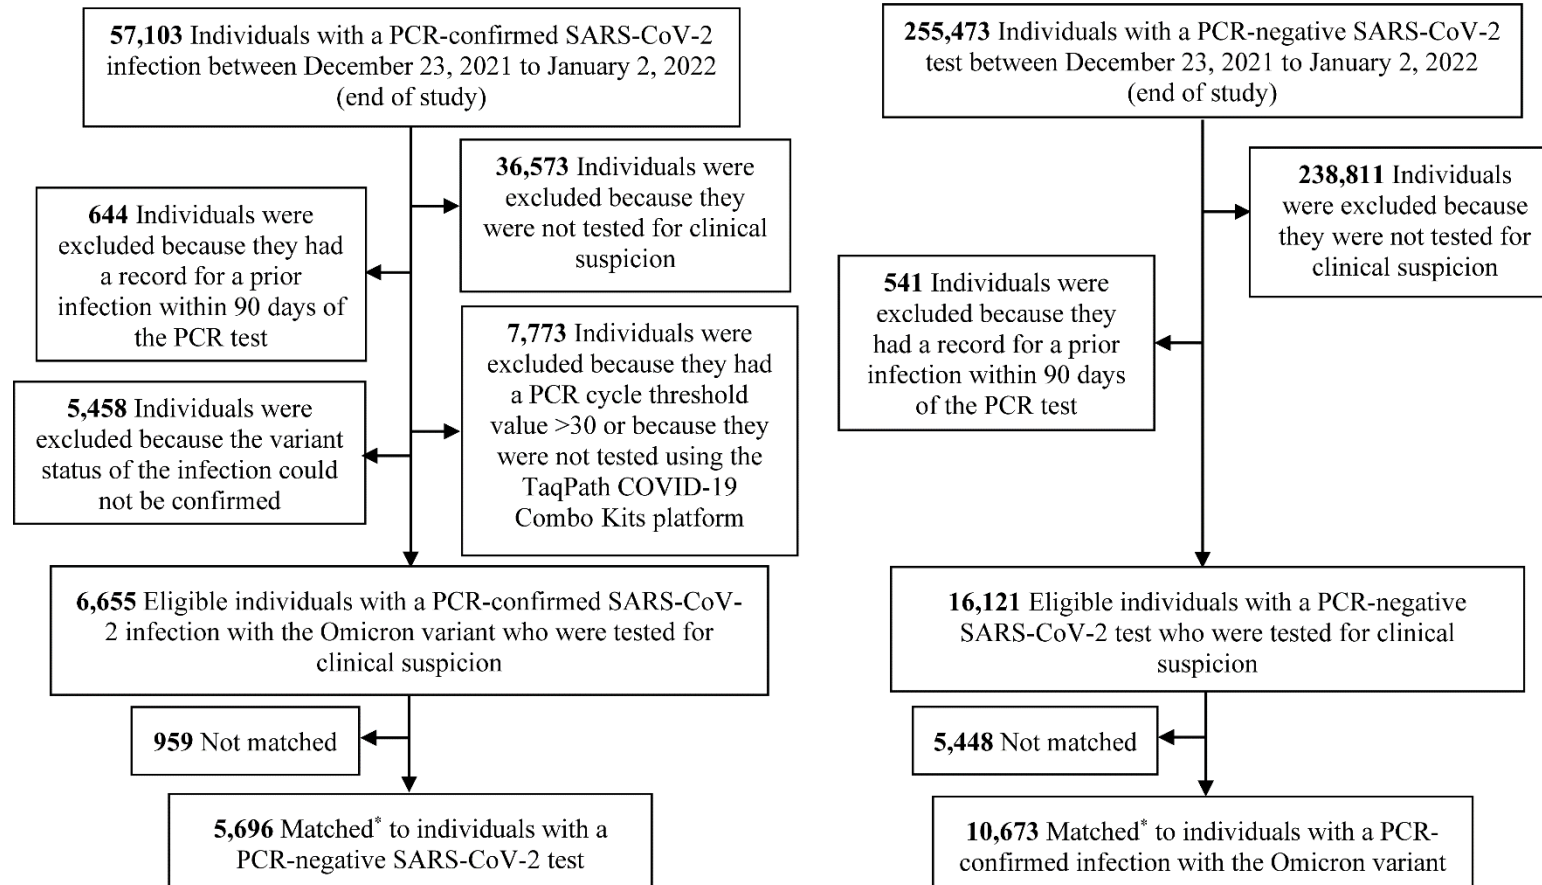 57,103 Individuals with a PCR-confirmed SARS-CoV-2
infection between December 23, 2021 to January 2, 2022
(end of study)
36,573 Individuals were
excluded because they
were not tested for clinical
suspicion
644 Individuals were
excluded because they had
a record for a prior
infection within 90 days of
the PCR test
7,773 Individuals were
excluded because they had
a PCR cycle threshold
value >30 or because they
were not tested using the
TaqPath COVID-19
Combo Kits platform
5,458 Individuals were
excluded because the variant
status of the infection could
not be confirmed
6,655 Eligible individuals with a PCR-confirmed SARS-CoV-
2 infection with the Omicron variant who were tested for
clinical suspicion
959 Not matched
5,696 Matched* to individuals with a
PCR-negative SARS-CoV-2 test
255,473 Individuals with a PCR-negative SARS-CoV-2
test between December 23, 2021 to January 2, 2022
(end of study)
238,811 Individuals
were excluded because
they were not tested for
clinical suspicion
541 Individuals were
excluded because they
had a record for a prior
infection within 90 days
of the PCR test
16,121 Eligible individuals with a PCR-negative
SARS-CoV-2 test who were tested for clinical
suspicion
5,448 Not matched
10,673 Matched* to individuals with a PCR-
confirmed infection with the Omicron variant